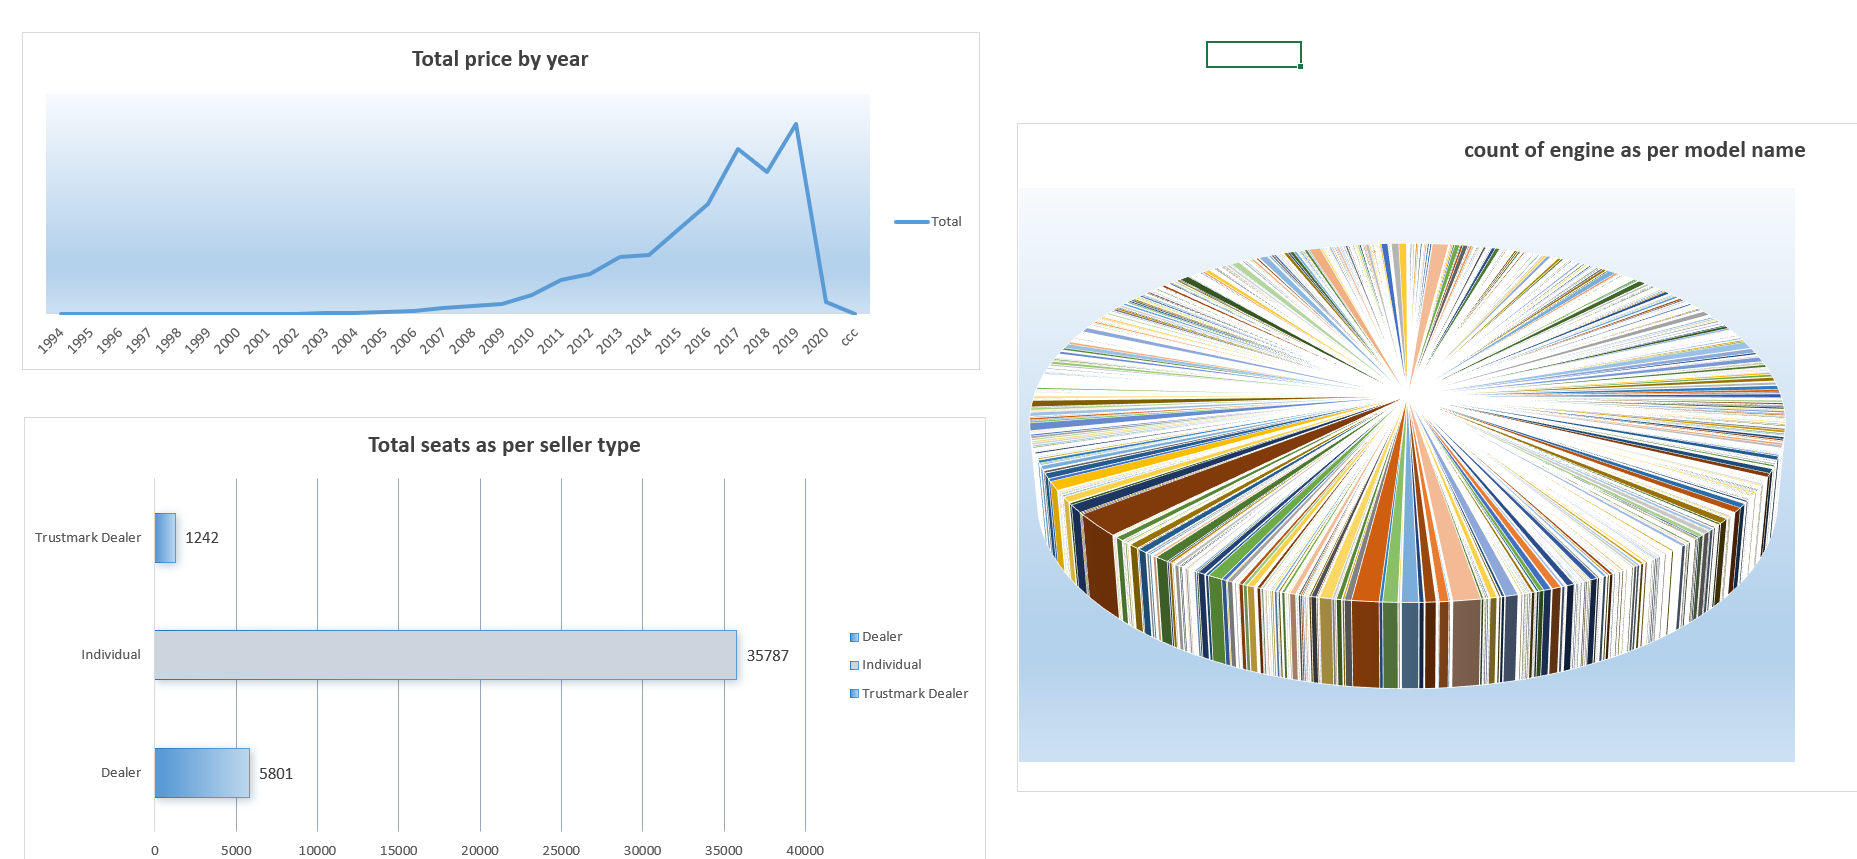 Total price by year
Total
1994 1995 1996 1997 1998 1999 2000 2001 2002 2003 2004 2005 2006 2007 2008 2009 2010 2011 2012 2013 2014 2015 2016 2017 2018 2019 2020 ccc
count of engine as per model name
Total seats as per seller type
Trustmark Dealer 1242
Individual 35787
Dealer 5801
Dealer
Individual
Trustmark Dealer
0 5000 10000 15000 20000 25000 30000 35000 40000